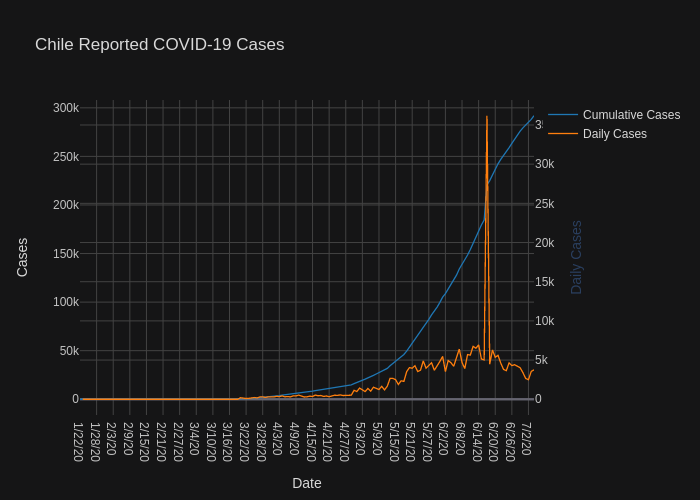 Chile Reported COVID-19 Cases
Cumulative Cases
Daily Cases
300k
250k
200k
150k
100k
50k
0
Cases
30k
25k
20k
15k
10k
5k
0
Daily Cases
1/22/20
1/28/20
2/3/20
2/9/20
2/15/20
2/21/20
2/27/20
3/4/20
3/10/20
3/16/20
3/22/20
3/28/20
4/3/20
4/9/20
4/15/20
4/21/20
4/27/20
5/3/20
5/9/20
5/15/20
5/21/20
5/27/20
6/2/20
6/8/20
6/14/20
6/20/20
6/26/20
7/2/20
Date